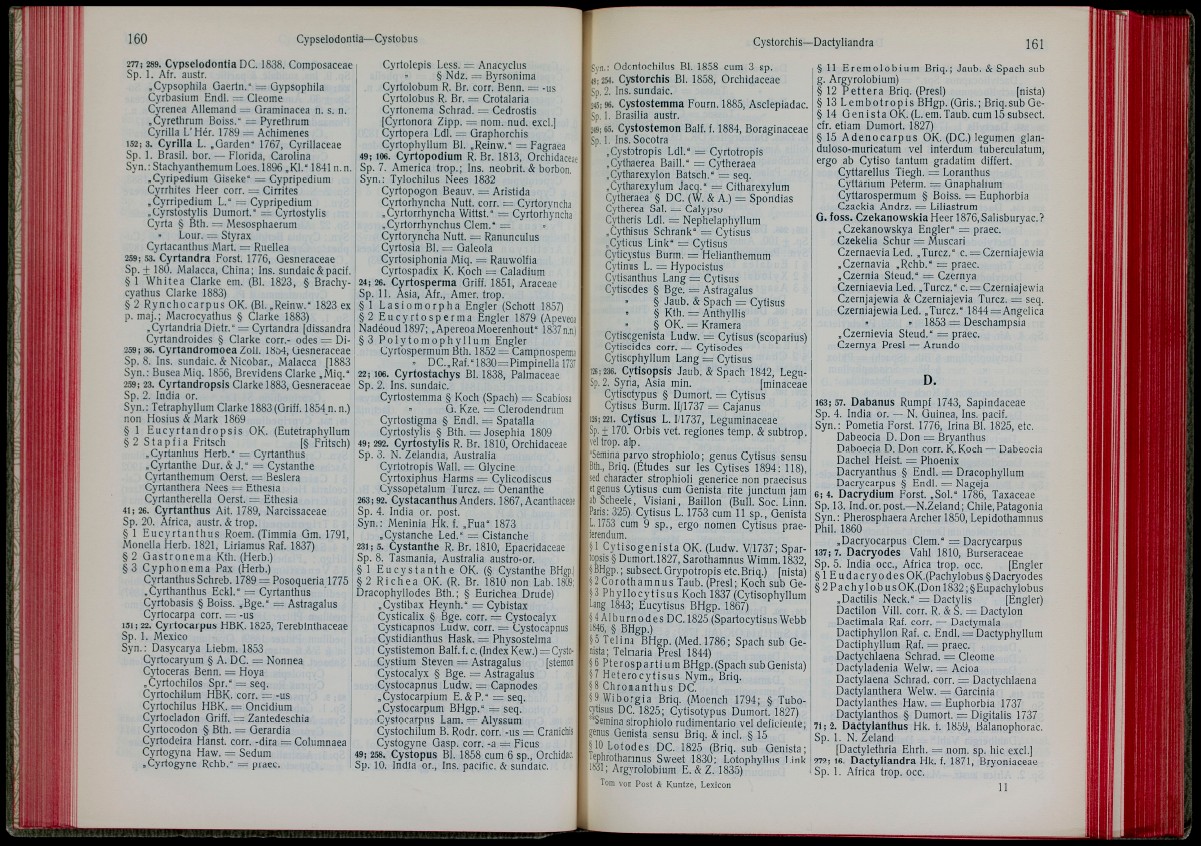 160 Cypselodontia—Cystobus
277; 289. Cypselodontia DC. 1838, Composaceae
Sp. 1. Afr. austr.
„Cypsophila Gaertn.“ = Gypsophila
Cyrbasium Endl. = Cleome
Cyrenea Allemand = Graminacea n. s. n.
„Cyrethrum Boiss.“ = Pyrethrum
Cyrilla L'Hér. 1789 = Achimenes
152; 3. Cyrilla L. „Garden“ 1767, Cyrillaceae
Sp. 1. Brasil. bor. — Florida, Carolina
Syn.: Stachyanthemum Loes. 1896 „Kl.“ 1841 n. n.
„Cyripedium Giseke“ = Cypripedium
Cyrrhites Heer corr. = Cirrites
„Cyrripedium L.“ = Cypripedium
„Cyrstostylis Dumort.“ = Cyrtostylis
Cyrta § Bth. = Mesosphaerum
„ Lour. = Styrax
Cyrtacanthus Mart. = Ruellea
259; 53. Cyrtandra Forst. 1776, Gesneraceae
Sp. ± 180. Malacca, China; Ins. sundaic & pacif.
§ 1 Whitea Clarke em. (Bl. 1823, § Brachy-
cyathus Clarke 1883)
§ 2 Rynchocarpus OK. (Bl. „Reinw.“ 1823 ex
p. maj.; Macrocyathus § Clarke 1883)
„Cyrtandria Dietr.“ = Cyrtandra [dissandra
Cyrtandroides § Clarke corr.- odes = Di-
259; 36. Cyrtandromoea Zoll. 1854, Gesneraceae
Sp. 8. Ins. sundaic. & Nicobar., Malacca [1883
Syn.: Busea Miq. 1856, Brevidens Clarke „Miq.“
259; 23. Cyrtandropsis Clarke 1883, Gesneraceae
Sp. 2. India or.
Syn.: Tetraphyllum Clarke 1883 (Griff. 1854 n. n.)
non Hosius & Mark 1869
§ 1 Eucyrtandropsis OK. (Eutetraphyllum
§ 2 Stapfia Fritsch [§ Fritsch)
„Cyrtanhus Herb.“ = Cyrtanthus
„Cyrtanthe Dur. & J.“ = Cystanthe
Cyrtanthemum Oerst. = Beslera
Cyrtanthera Nees = Ethesia
Cyrtantherella Oerst. = Ethesia
41; 26. Cyrtanthus Ait. 1789, Narcissaceae
Sp. 20. Africa, austr. & trop.
§ 1 Eucyrtanthus Roem. (Timmia Gm. 1791,
Monella Herb. 1821, Liriamus Raf. 1837)
§ 2 Gastronema Kth. (Herb.)
§ 3 Cyphonema Pax (Herb.)
Cyrtanthus Schreb. 1789 = Posoqueria 1775
„Cyrthanthus Eckl.“ = Cyrtanthus
Cyrtobasis § Boiss. „Bge.“ = Astragalus
Cyrtocarpa corr. = -us
151; 22. Cyrtocarpus HBK. 1825, Terebinthaceae
Sp. 1. Mexico
Syn.: Dasycarya Liebm. 1853
Cyrtocaryum § A. DC. = Nonnea
Cytoceras Benn. = Hoya
„Cyrtochilos Spr.“ = seq.
Cyrtochilum HBK. corr. = -us
Cyrtochilus HBK. = Oncidium
Cyrtocladon Griff. = Zantedeschia
Cyrtocodon § Bth. = Gerardia
Cyrtodeira Hanst. corr. -dira = Columnaea
Cyrtogyna Haw. = Sedum
„Cyrtogyne Rchb.“ = praec.
Cyrtolepis Less. = Anacyclus
„ § Ndz. = Byrsonima
Cyrtolobum R. Br. corr. Benn. = -us
Cyrtolobus R. Br. = Crotalaria
Cyrtonema Schrad. = Cedrostis
[Cyrtonora Zipp. = nom. nud. excl.]
Cyrtopera Ldl. = Graphorchis
Cyrtophyllum Bl. „Reinw.“ = Fagraea
49; 106. Cyrtopodium R. Br. 1813, Orchidaceae
Sp. 7. America trop.; Ins. neobrit. & borbon.
Syn.: Tylochilus Nees 1832
Cyrtopogon Beauv. = Aristida
Cyrtorhyncha Nutt. corr. = Cyrtoryncha
„Cyrtorrhyncha Wittst.“ = Cyrtorhyncha
„Cyrtorrhynchus Clem.“ = „
Cyrtoryncha Nutt. = Ranunculus
Cyrtosia Bl. = Galeola
Cyrtosiphonia Miq. = Rauwolfia
Cyrtospadix K. Koch = Caladium
24; 26. Cyrtosperma Griff. 1851, Araceae
Sp. 11. Asia, Afr., Amer. trop.
§ 1 Lasiomorpha Engler (Schott 1857)
§ 2 Eucyrtosperma Engler 1879 (Apeveoa
Nadéoud 1897; „Apereoa Moerenhout“ 1837 n.n.)
§ 3 Polytomophyllum Engler
Cyrtospermum Bth. 1852 = Campnosperma
„ DC. „Raf.“ 1830 = Pimpinella 1737
22; 106. Cyrtostachys Bl. 1838, Palmaceae
Sp. 2. Ins. sundaic.
Cyrtostemma § Koch (Spach) = Scabiosa
„ G. Kze. = Clerodendrum
Cyrtostigma § Endl. = Spatalla
Cyrtostylis § Bth. = Josephia 1809
49; 292. Cyrtostylis R. Br. 1810, Orchidaceae
Sp. 3. N. Zelandia, Australia
Cyrtotropis Wall. = Glycine
Cyrtoxiphus Harms = Cylicodiscus
Cyssopetalum Turcz. = Oenanthe
263; 92. Cystacanthus Anders. 1867, Acanthaceae
Sp. 4. India or. post.
Syn.: Meninia Hk. f. „Fua“ 1873
„Cystanche Led.“ = Cistanche
231; 5. Cystanthe R. Br. 1810, Epacridaceae
Sp. 8. Tasmania, Australia austro-or.
§ 1 Eucystanthe OK. (§ Cystanthe BHgp.)
§ 2 Richea OK. (R. Br. 1810 non Lab. 1809;
Dracophyllodes Bth.; § Eurichea Drude)
„Cystibax Heynh.“ = Cybistax
Cysticalix § Bge. corr. = Cystocalyx
Cysticapnos Ludw. corr. = Cystocapnus
Cystidianthus Hask. = Physostelma
Cystistemon Balf. f. c. (Index Kew.) = Cysto-
Cystium Steven = Astragalus [stemon
Cystocalyx § Bge. = Astragalus
Cystocapnus Ludw. = Capnodes
„Cystocarpium E. & P.“ = seq.
„Cystocarpum BHgp.“ = seq.
Cystocarpus Lam. = Alyssum
Cystochilum B. Rodr. corr. -us = Cranichis
Cystogyne Gasp. corr. -a = Ficus
49; 258. Cystopus Bl. 1858 cum 6 sp., Orchidac.
Sp. 10. India or., Ins. pacific. & sundaic.
Cystorchis—Dactyliandra 161
Syn.: Odontochilus Bl. 1858 cum 3 sp.
49; 254. Cystorchis Bl. 1858, Orchidaceae
Sp. 2. Ins. sundaic.
245; 96. Cystostemma Fourn. 1885, Asclepiadac.
Sp. 1. Brasilia austr.
249; 65. Cystostemon Balf. f. 1884, Boraginaceae
Sp. 1. Ins. Socotra
„Cystotropis Ldl.“ = Cyrtotropis
„Cythaerea Baill.“ = Cytheraea
„Cytharexylon Batsch.“ = seq.
„Cytharexylum Jacq.“ = Citharexylum
Cytheraea § DC. (W. & A.) = Spondias
Cytherea Sal. = Calypso
Cytheris Ldl. = Nephelaphyllum
„Cythisus Schrank“ = Cytisus
„Cyticus Link“ = Cytisus
Cyticystus Burm. = Helianthemum
Cytinus L. = Hypocistus
Cytisanthus Lang = Cytisus
Cytisodes § Bge. = Astragalus
„ § Jaub. & Spach = Cytisus
„ § Kth. = Anthyllis
„ § OK. = Kramera
Cytisogenista Ludw. = Cytisus (scoparius)
Cytisoides corr. = Cytisodes
Cytisophyllum Lang = Cytisus
126; 236. Cytisopsis Jaub. & Spach 1842, Legu-
Sp. 2. Syria, Asia min. [minaceae
Cytisotypus § Dumort. = Cytisus
Cytisus Burm. II/1737 = Cajanus
126; 221. Cytisus L. I/1737, Leguminaceae
Sp. ± 170. Orbis vet. regiones temp. & subtrop.
vel trop. alp.
*Semina parvo strophiolo; genus Cytisus sensu
Bth., Briq. (Études sur les Cytises 1894: 118),
sed character strophioli generice non praecisus
et genus Cytisus cum Genista rite junctum jam
ab Scheele, Visiani, Baillon (Bull. Soc. Linn.
Paris: 325) Cytisus L. 1753 cum 11 sp., Genista
L. 1753 cum 9 sp., ergo nomen Cytisus prae-
ferendum.
§ 1 Cytisogenista OK. (Ludw. V/1737; Spar-
topsis § Dumort. 1827, Sarothamnus Wimm. 1832,
§ BHgp.; subsect. Grypotropis etc. Briq.) [nista)
§ 2 Corothamnus Taub. (Presl; Koch sub Ge-
§ 3 Phyllocytisus Koch 1837 (Cytisophyllum
Lang 1843; Eucytisus BHgp. 1867)
§ 4 Alburnodes DC. 1825 (Spartocytisus Webb
1846, § BHgp.)
§ 5 Telina BHgp. (Med. 1786; Spach sub Ge-
nista; Telnaria Presl 1844)
§ 6 Pterospartium BHgp. (Spach sub Genista)
§ 7 Heterocytisus Nym., Briq.
§ 8 Chronanthus DC.
§ 9 Wiborgia Briq. (Moench 1794; § Tubo-
cytisus DC. 1825; Cytisotypus Dumort. 1827)
**Semina strophiolo rudimentario vel deficiente;
genus Genista sensu Briq. & incl. § 15
§ 10 Lotodes DC. 1825 (Briq. sub Genista;
Tephrothamnus Sweet 1830; Lotophyllus Link
1831; Argyrolobium E. & Z. 1835)
Tom von Post & Kuntze, Lexicon
§ 11 Eremolobium Briq.; Jaub. & Spach sub
g. Argyrolobium)
§ 12 Pettera Briq. (Presl) [nista)
§ 13 Lembotropis BHgp. (Gris.; Briq. sub Ge-
§ 14 Genista OK. (L. em. Taub. cum 15 subsect.
cfr. etiam Dumort. 1827)
§ 15 Adenocarpus OK. (DC.) legumen glan-
duloso-muricatum vel interdum tuberculatum,
ergo ab Cytiso tantum gradatim differt.
Cyttarellus Tiegh. = Loranthus
Cyttarium Peterm. = Gnaphalium
Cyttarospermum § Boiss. = Euphorbia
Czackia Andrz. = Liliastrum
G. foss. Czekanowskia Heer 1876, Salisburyac.?
„Czekanowskya Engler“ = praec.
Czekelia Schur = Muscari
Czernaevia Led. „Turcz.“ c. = Czerniajewia
„Czernavia „Rchb.“ = praec.
„Czernia Steud.“ = Czernya
Czerniaevia Led. „Turcz.“ c. = Czerniajewia
Czernjajewia & Czerniajevia Turcz. = seq.
Czerniajewia Led. „Turcz.“ 1844 = Angelica
„ „ 1853 = Deschampsia
„Czernievia Steud.“ = praec.
Czernya Presl = Arundo
D.
163; 57. Dabanus Rumpf 1743, Sapindaceae
Sp. 4. India or. — N. Guinea, Ins. pacif.
Syn.: Pometia Forst. 1776, Irina Bl. 1825, etc.
Dabeocia D. Don = Bryanthus
Daboecia D. Don corr. K. Koch = Dabeocia
Dachel Heist. = Phoenix
Dacryanthus § Endl. = Dracophyllum
Dacrycarpus § Endl. = Nageja
6; 4. Dacrydium Forst. „Sol.“ 1786, Taxaceae
Sp. 13. Ind. or. post.—N. Zeland; Chile, Patagonia
Syn.: Pherosphaera Archer 1850, Lepidothamnus
Phil. 1860
„Dacryocarpus Clem.“ = Dacrycarpus
137; 7. Dacryodes Vahl 1810, Burseraceae
Sp. 5. India occ., Africa trop. occ. [Engler
§ 1 Eudacryodes OK. (Pachylobus § Dacryodes
§ 2 Pachylobus OK. (Don 1832; § Eupachylobus
„Dactilis Neck.“ = Dactylis [Engler)
Dactilon Vill. corr. R. & S. = Dactylon
Dactimala Raf. corr. = Dactymala
Dactiphyllon Raf. c. Endl. = Dactyphyllum
Dactiphyllum Raf. = praec.
Dactychlaena Schrad. = Cleome
Dactyladenia Welw. = Acioa
Dactylaena Schrad. corr. = Dactychlaena
Dactylanthera Welw. = Garcinia
Dactylanthes Haw. = Euphorbia 1737
Dactylanthos § Dumort. = Digitalis 1737
71; 2. Dactylanthus Hk. f. 1859, Balanophorac.
Sp. 1. N. Zeland
[Dactylethria Ehrh. = nom. sp. hic excl.]
272; 16. Dactyliandra Hk. f. 1871, Bryoniaceae
Sp. 1. Africa trop. occ.
11